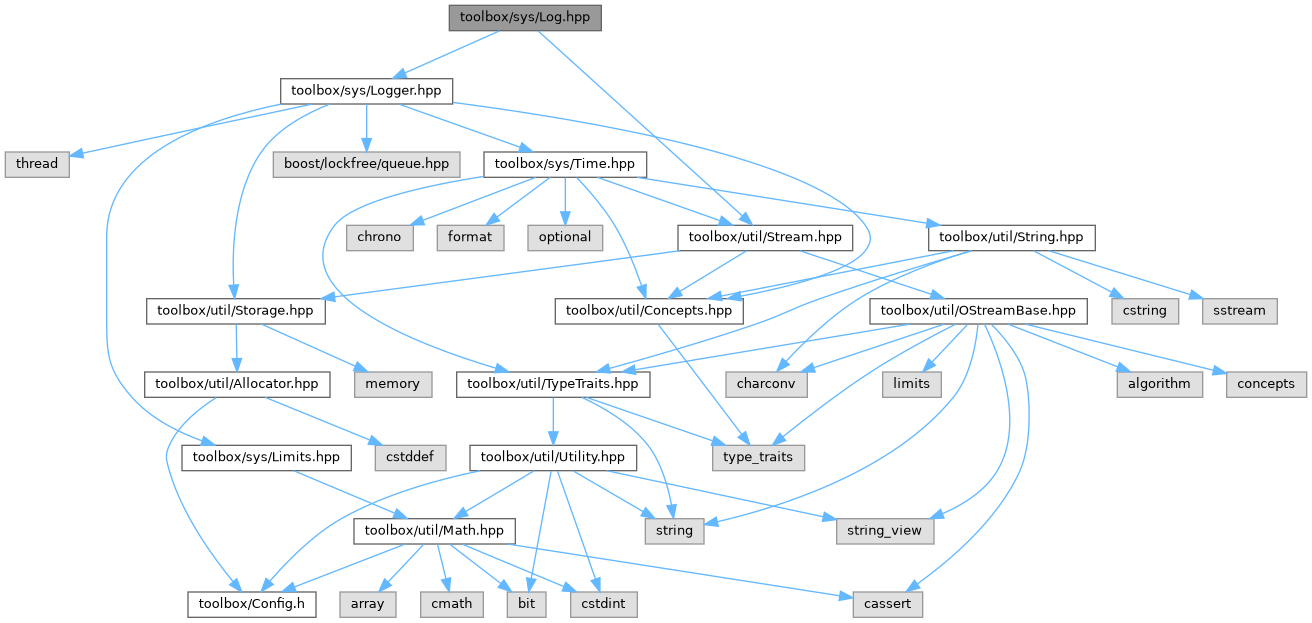 toolbox/sys/Log.hpp
toolbox/sys/Logger.hpp
thread
boost/lockfree/queue.hpp
toolbox/sys/Time.hpp
chrono
format
optional
toolbox/util/Stream.hpp
toolbox/util/String.hpp
toolbox/util/Storage.hpp
toolbox/util/Concepts.hpp
toolbox/util/OStreamBase.hpp
cstring
sstream
toolbox/util/Allocator.hpp
memory
toolbox/util/TypeTraits.hpp
charconv
limits
algorithm
concepts
toolbox/sys/Limits.hpp
cstddef
toolbox/util/Utility.hpp
type_traits
toolbox/util/Math.hpp
string
string_view
toolbox/Config.h
array
cmath
bit
cstdint
cassert